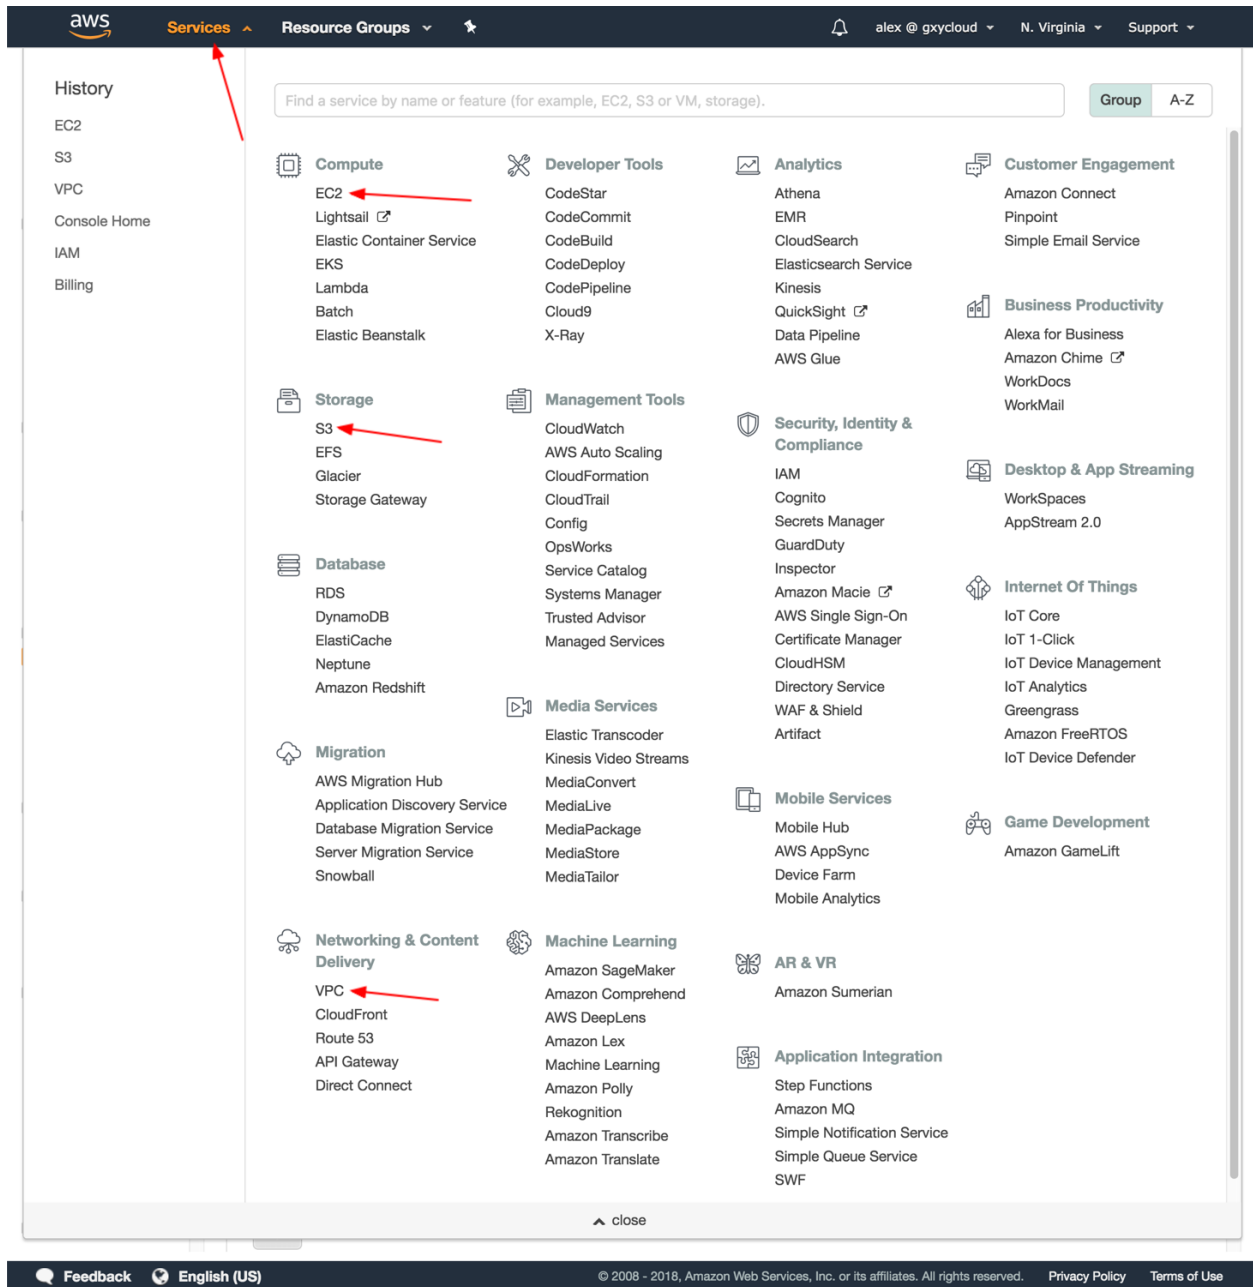 aws Services Resource Groups alex @ gxycloud N. Virginia Support
History
EC2
S3
VPC
Console Home
IAM
Billing
Find a service by name or feature (for example, EC2, S3 or VM, storage).
Group A-Z
Compute
EC2
Lightsail
Elastic Container Service
EKS
Lambda
Batch
Elastic Beanstalk
Storage
S3
EFS
Glacier
Storage Gateway
Database
RDS
DynamoDB
ElastiCache
Neptune
Amazon Redshift
Migration
AWS Migration Hub
Application Discovery Service
Database Migration Service
Server Migration Service
Snowball
Networking & Content
Delivery
VPC
CloudFront
Route 53
API Gateway
Direct Connect
Developer Tools
CodeStar
CodeCommit
CodeBuild
CodeDeploy
CodePipeline
Cloud9
X-Ray
Management Tools
CloudWatch
AWS Auto Scaling
CloudFormation
CloudTrail
Config
OpsWorks
Service Catalog
Systems Manager
Trusted Advisor
Managed Services
Media Services
Elastic Transcoder
Kinesis Video Streams
MediaConvert
MediaLive
MediaPackage
MediaStore
MediaTailor
Machine Learning
Amazon SageMaker
Amazon Comprehend
AWS DeepLens
Amazon Lex
Machine Learning
Amazon Polly
Rekognition
Amazon Transcribe
Amazon Translate
Analytics
Athena
EMR
CloudSearch
Elasticsearch Service
Kinesis
QuickSight
Data Pipeline
AWS Glue
Security, Identity &
Compliance
IAM
Cognito
Secrets Manager
GuardDuty
Inspector
Amazon Macie
AWS Single Sign-On
Certificate Manager
CloudHSM
Directory Service
WAF & Shield
Artifact
Mobile Services
Mobile Hub
AWS AppSync
Device Farm
Mobile Analytics
AR & VR
Amazon Sumerian
Application Integration
Step Functions
Amazon MQ
Simple Notification Service
Simple Queue Service
SWF
Customer Engagement
Amazon Connect
Pinpoint
Simple Email Service
Business Productivity
Alexa for Business
Amazon Chime
WorkDocs
WorkMail
Desktop & App Streaming
WorkSpaces
AppStream 2.0
Internet Of Things
IoT Core
IoT 1-Click
IoT Device Management
IoT Analytics
Greengrass
Amazon FreeRTOS
IoT Device Defender
Game Development
Amazon GameLift
close
Feedback English (US) © 2008 - 2018, Amazon Web Services, Inc. or its affiliates. All rights reserved. Privacy Policy Terms of Use